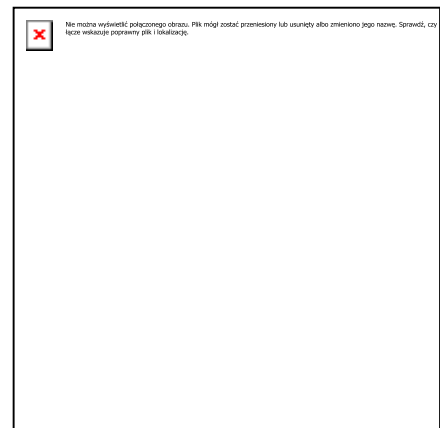 Nie można wyświetlić połączonego obrazu. Plik mógł zostać przeniesiony lub usunięty albo zmieniono jego nazwę. Sprawdź, czy
łącze wskazuje poprawny plik i lokalizację.